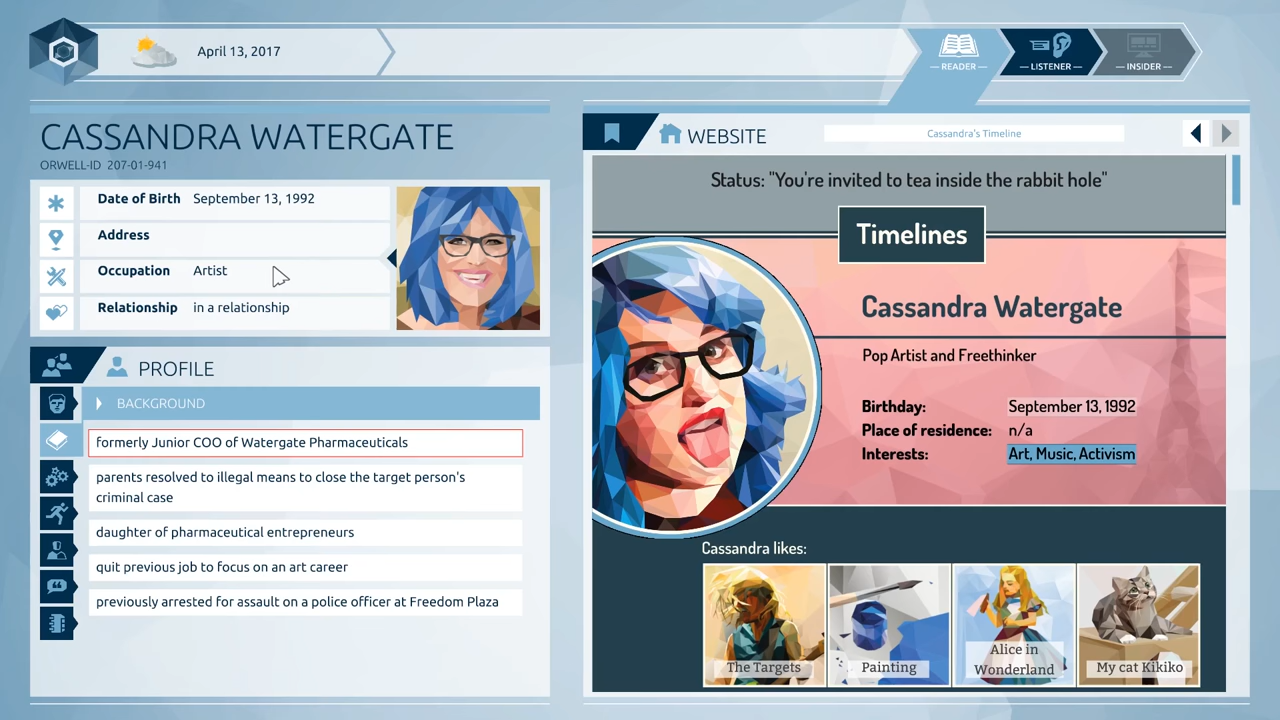 April 13, 2017
— READER —
— LISTENER —
— INSIDER —
CASSANDRA WATERGATE
ORWELL-ID 207-01-941
Date of Birth September 13, 1992
Address
Occupation Artist
Relationship in a relationship
PROFILE
BACKGROUND
formerly Junior COO of Watergate Pharmaceuticals
parents resolved to illegal means to close the target person's
criminal case
daughter of pharmaceutical entrepreneurs
quit previous job to focus on an art career
previously arrested for assault on a police officer at Freedom Plaza
WEBSITE
Cassandra's Timeline
Status: "You're invited to tea inside the rabbit hole"
Timelines
Cassandra Watergate
Pop Artist and Freethinker
Birthday: September 13, 1992
Place of residence: n/a
Interests: Art, Music, Activism
Cassandra likes:
The Targets
Painting
Alice in
Wonderland
My cat Kikiko